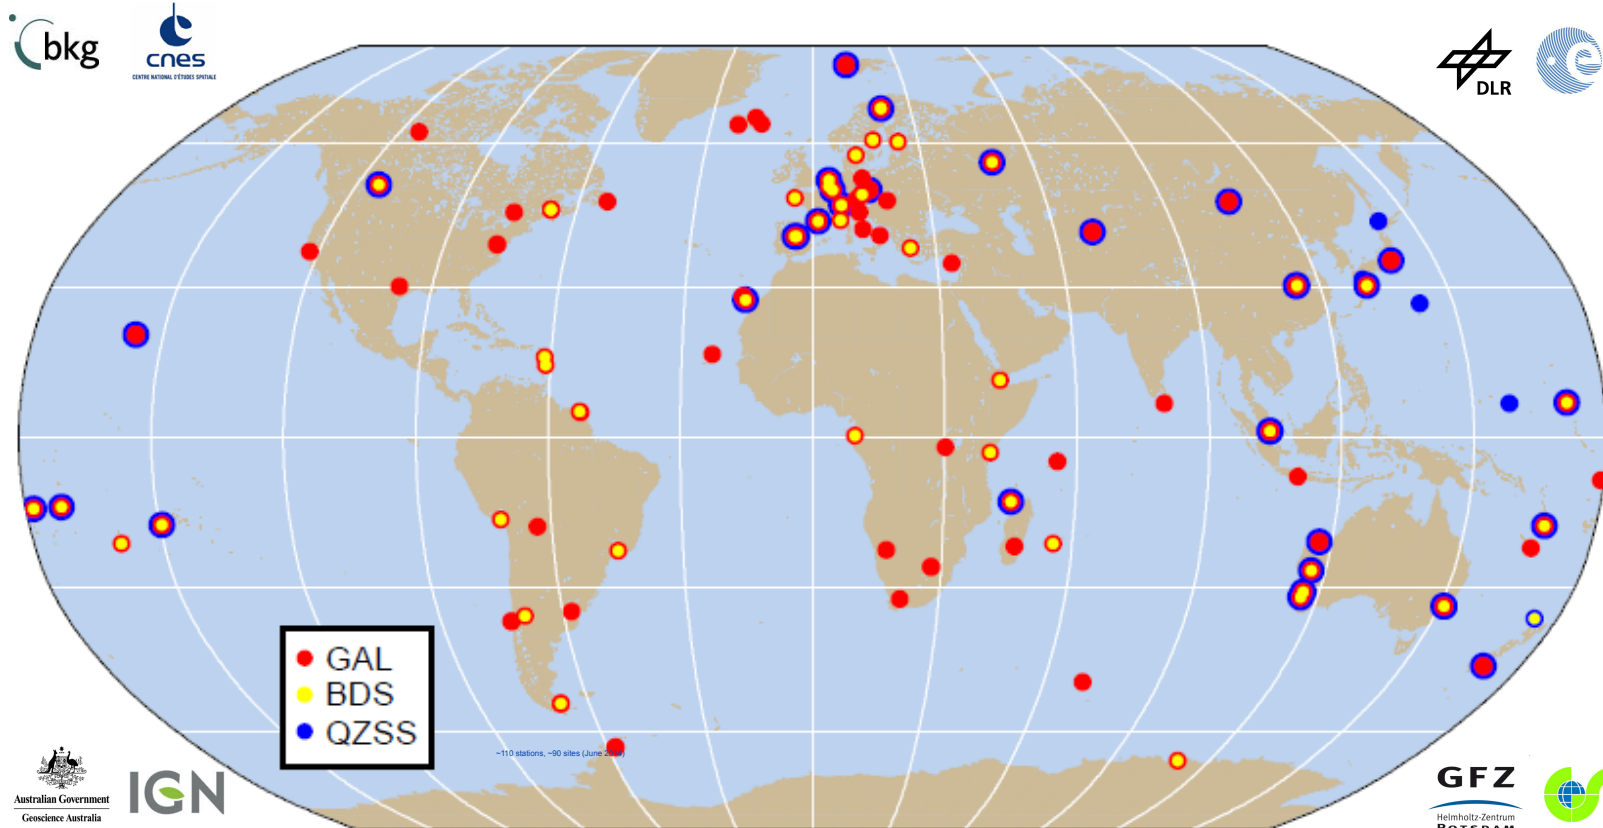 bkg
cnes
CENTRE NATIONAL D'ÉTUDES SPATIALES
DLR
e
GAL
BDS
QZSS
~110 stations, ~90 sites (June
Australian Government
Geoscience Australia
IGN
GFZ
Helmholtz-Zentrum
POTSDAM